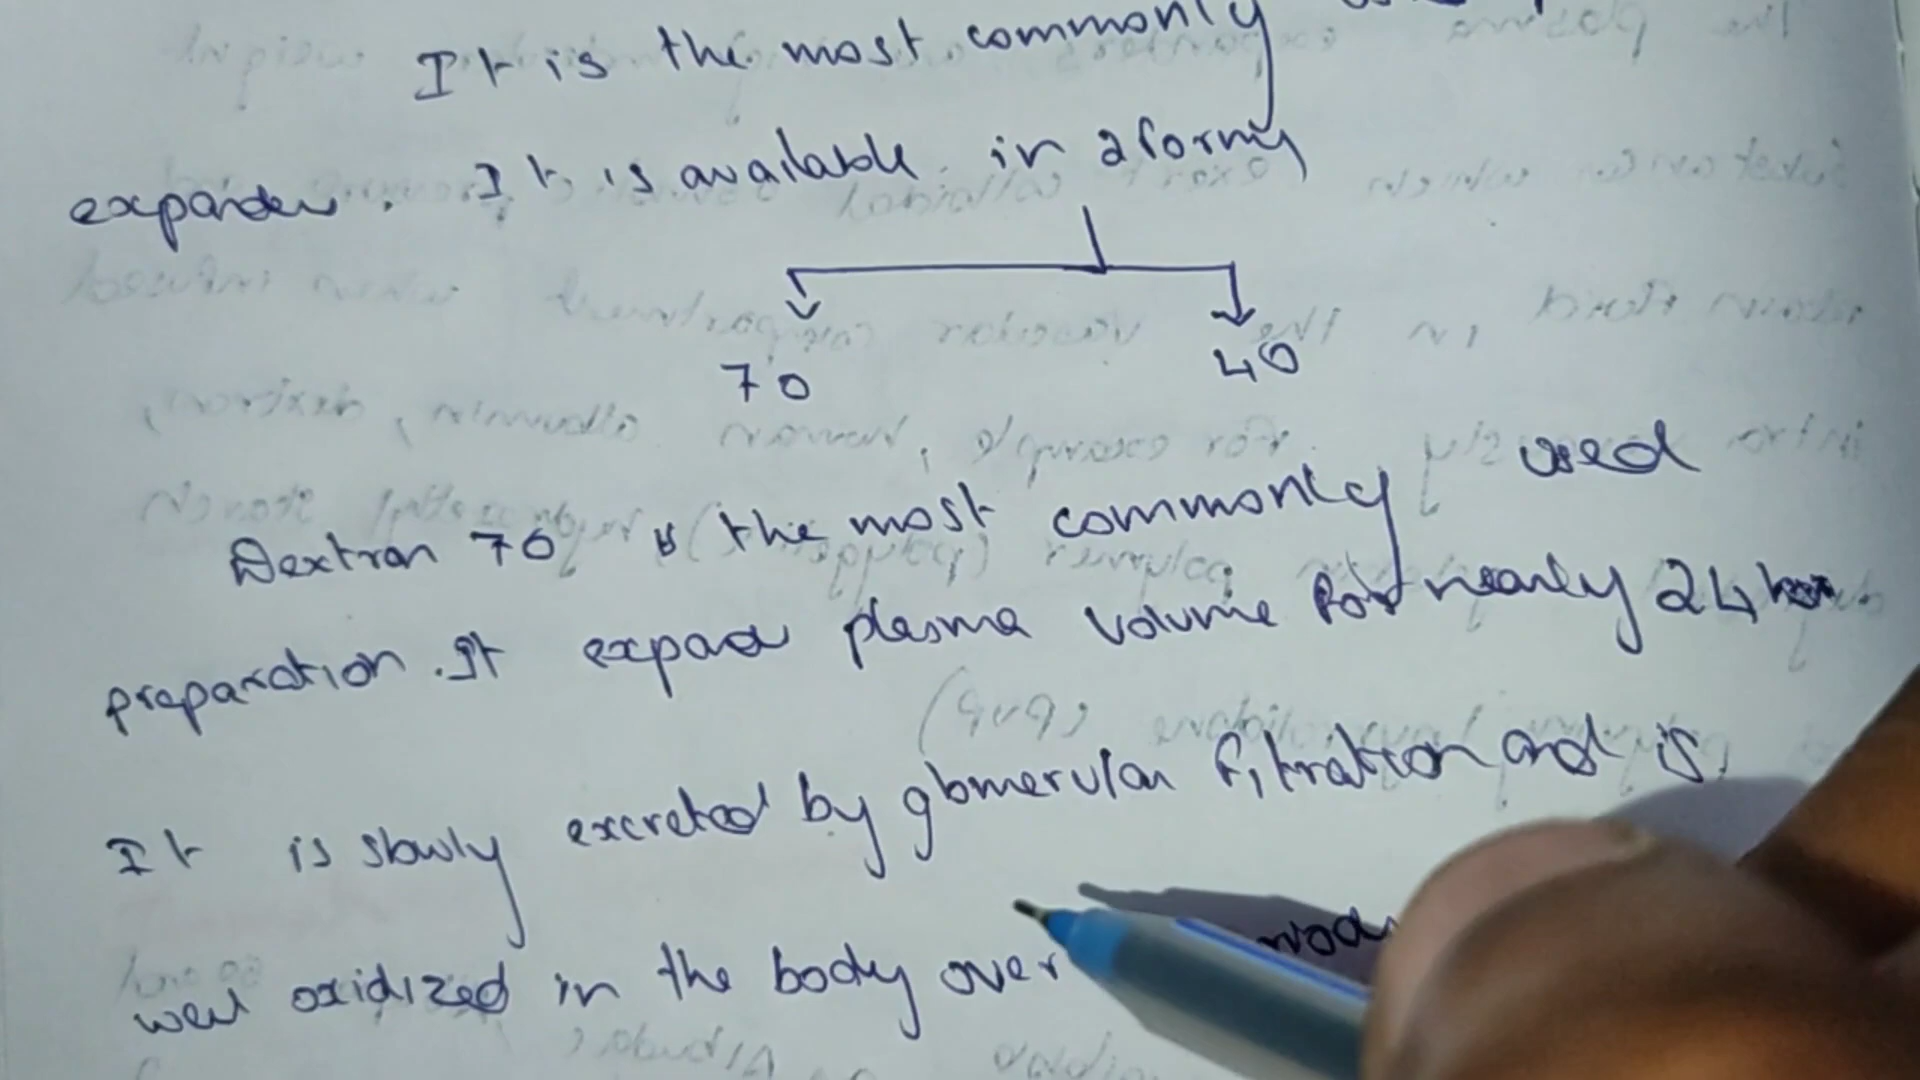 It is the most commonly
expander. It is available in 2 forms
70 40
Dextran 70 is the most commonly used
preparation. It expand plasma volume for nearly 24 hour.
It is slowly excreted by glomerular filtration and is
well oxidized in the body over